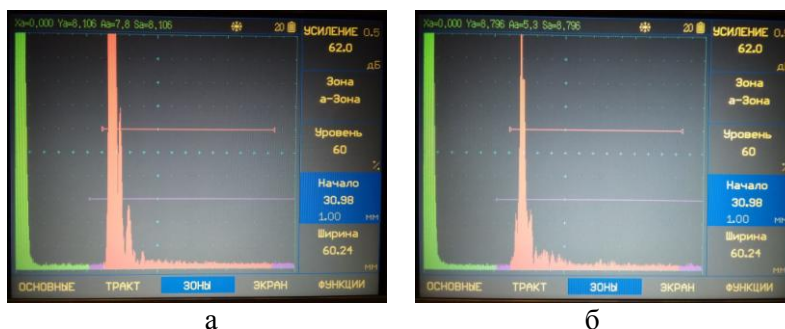 Xa=0,000 Ya=8,106 Aa=7,8 Sa=8,106 20
УСИЛЕНИЕ 0.5
62.0
дБ
Зона
a-Зона
Уровень
60
%
Начало
30.98
1.00 мм
Ширина
60.24
мм
ОСНОВНЫЕ ТРАКТ ЗОНЫ ЭКРАН ФУНКЦИИ
а
Xa=0,000 Ya=8,796 Aa=5,3 Sa=8,796 20
УСИЛЕНИЕ
62.0
Зона
a-Зона
Уровень
60
Начало
30.98
1.00 мм
Ширина
60.24
мм
ОСНОВНЫЕ ТРАКТ ЗОНЫ ЭКРАН ФУНКЦИИ
б